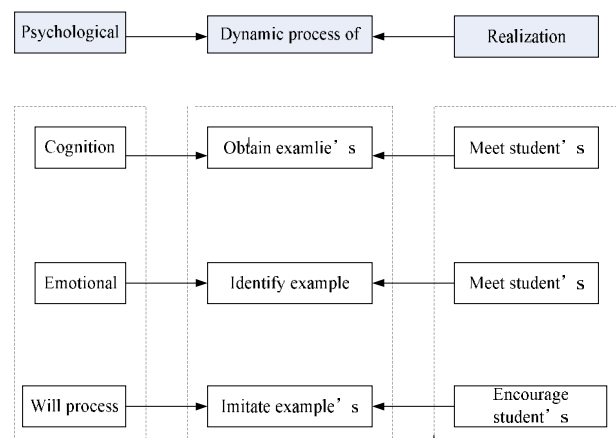 Psychological
Dynamic process of
Realization
Cognition
Obtain examlie's
Meet student's
Emotional
Identify example
Meet student's
Will process
Imitate example's
Encourage
student's